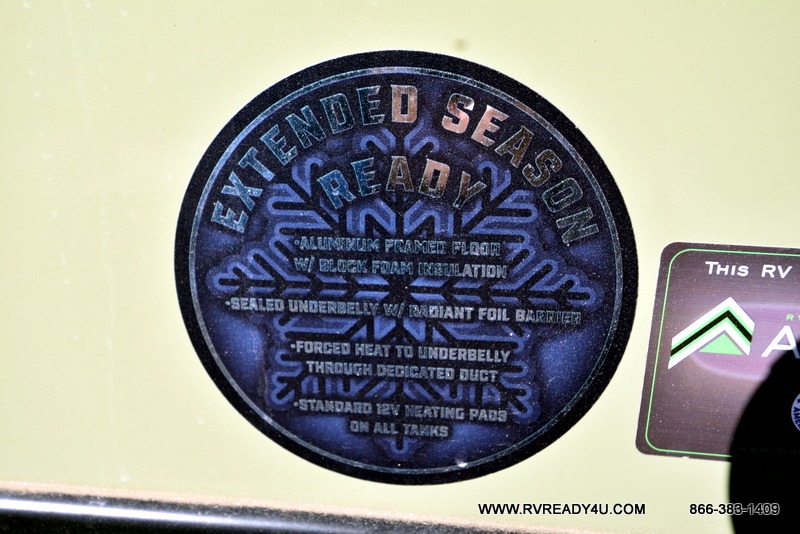 EXTENDED SEASON
READY
•ALUMINUM FRAMED FLOOR
W/ BLOCK FOAM INSULATION
•SEALED UNDERBELLY W/ RADIANT FOIL BARRIER
•FORCED HEAT TO UNDERBELLY
THROUGH DEDICATED DUCT
•STANDARD 12V HEATING PADS
ON ALL TANKS
THIS RV
WWW.RVREADY4U.COM
866-383-1409